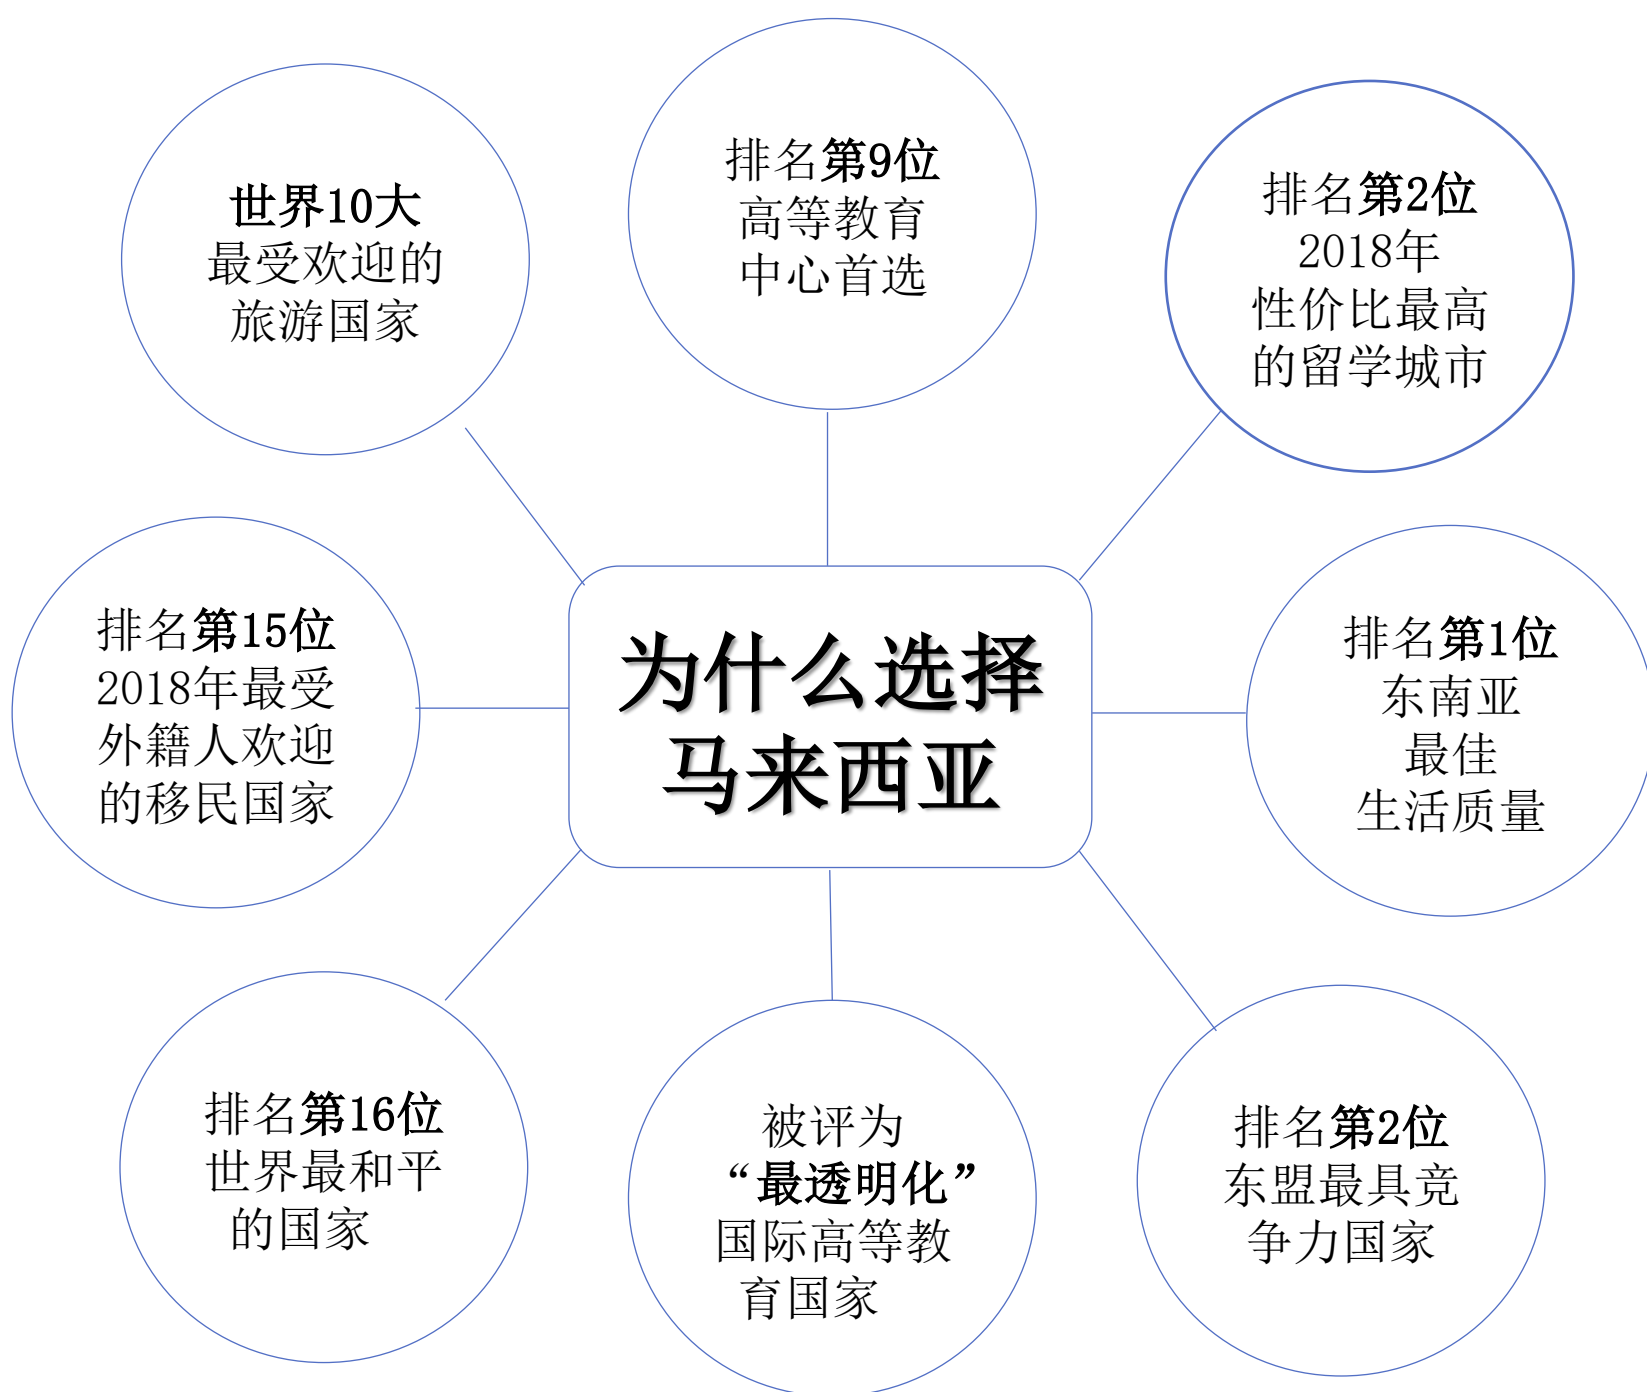 世界10大
最受欢迎的
旅游国家
排名第9位
高等教育
中心首选
排名第2位
2018年
性价比最高
的留学城市
排名第15位
2018年最受
外籍人欢迎
的移民国家
为什么选择
马来西亚
排名第1位
东南亚
最佳
生活质量
排名第16位
世界最和平
的国家
被评为
“最透明化”
国际高等教
育国家
排名第2位
东盟最具竞
争力国家